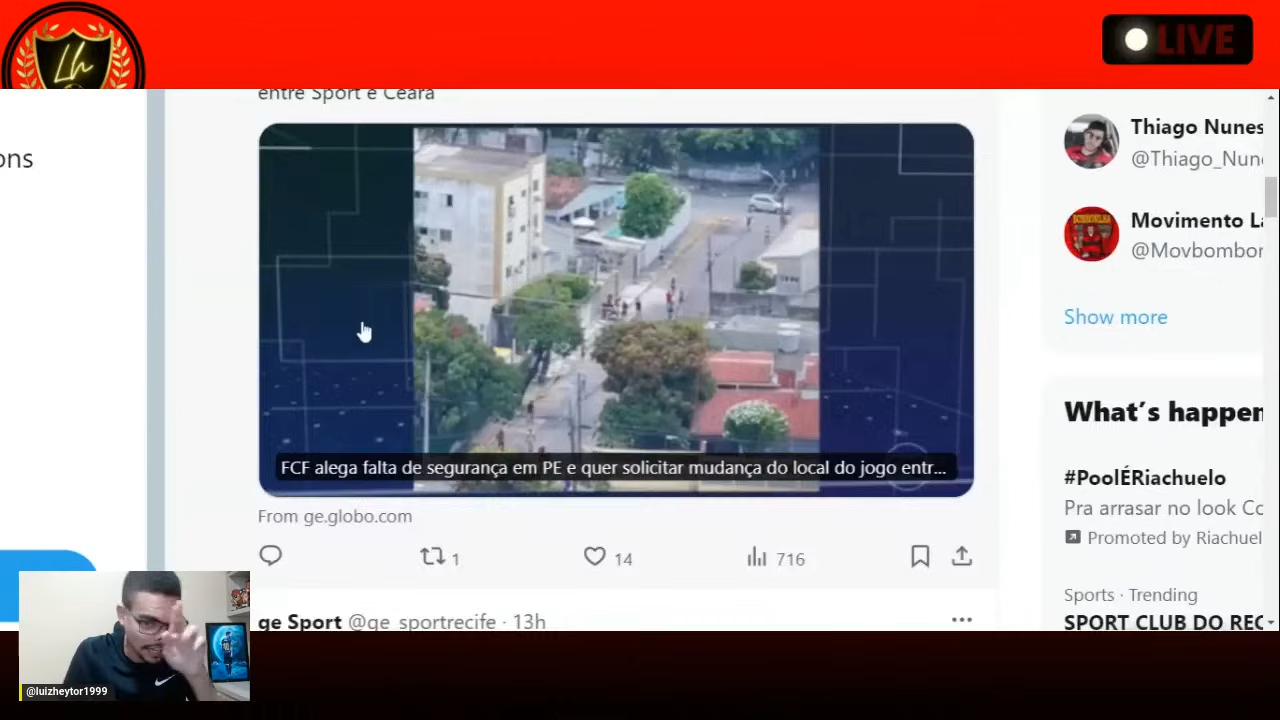 LIVE
Lh
entre Sport e Ceará
ons
Thiago Nunes
@Thiago_Nun
Movimento L
@Movbombor
Show more
FCF alega falta de segurança em PE e quer solicitar mudança do local do jogo entr...
From ge.globo.com
1
14
716
What's happen
#PoolÉRiachuelo
Pra arrasar no look Co
Promoted by Riachuel
Sports · Trending
SPORT CLUB DO REC
ge Sport @ge_sportrecife · 13h
@luizheytor1999